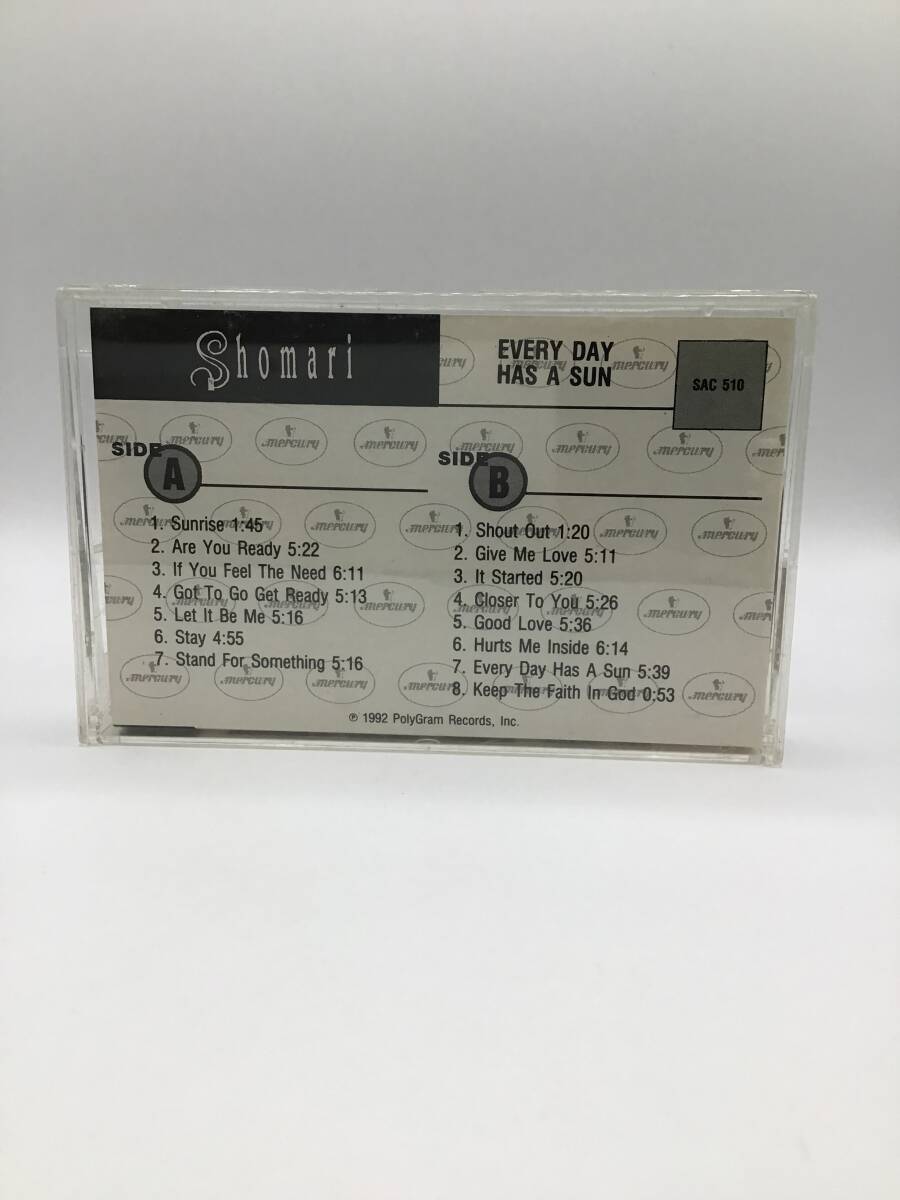 Shomari
EVERY DAY
HAS A SUN
SAC 510
SIDE A
1. Sunrise 1:45
2. Are You Ready 5:22
3. If You Feel The Need 6:11
4. Got To Go Get Ready 5:13
5. Let It Be Me 5:16
6. Stay 4:55
7. Stand For Something 5:16
SIDE B
1. Shout Out 1:20
2. Give Me Love 5:11
3. It Started 5:20
4. Closer To You 5:26
5. Good Love 5:36
6. Hurts Me Inside 6:14
7. Every Day Has A Sun 5:39
8. Keep The Faith In God 0:53
℗ 1992 PolyGram Records, Inc.
mercury